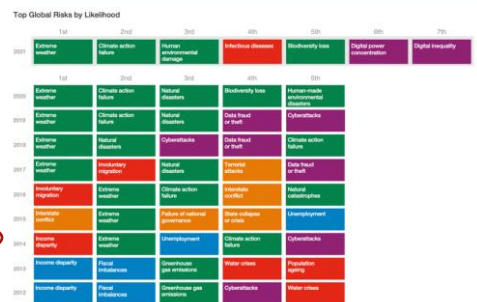 Top Global Risks by Likelihood
1st 2nd 3rd 4th 5th 6th 7th
2021
Extreme weather
Climate action failure
Human environmental damage
Infectious diseases
Biodiversity loss
Digital power concentration
Digital inequality
1st 2nd 3rd 4th 5th
2020
Extreme weather
Climate action failure
Natural disasters
Biodiversity loss
Human-made environmental disasters
2019
Extreme weather
Climate action failure
Natural disasters
Data fraud or theft
Cyberattacks
2018
Extreme weather
Natural disasters
Cyberattacks
Data fraud or theft
Climate action failure
2017
Extreme weather
Involuntary migration
Natural disasters
Terrorist attacks
Data fraud or theft
Involuntary migration
Extreme weather
Climate action failure
Interstate conflict
Natural catastrophes
Interstate conflict
Extreme weather
Failure of national governance
State collapse or crisis
Unemployment
2014
Income disparity
Extreme weather
Unemployment
Climate action failure
Cyberattacks
2013
Income disparity
Fiscal imbalances
Greenhouse gas emissions
Water crises
Population ageing
2012
Income disparity
Fiscal imbalances
Greenhouse gas emissions
Cyberattacks
Water crises